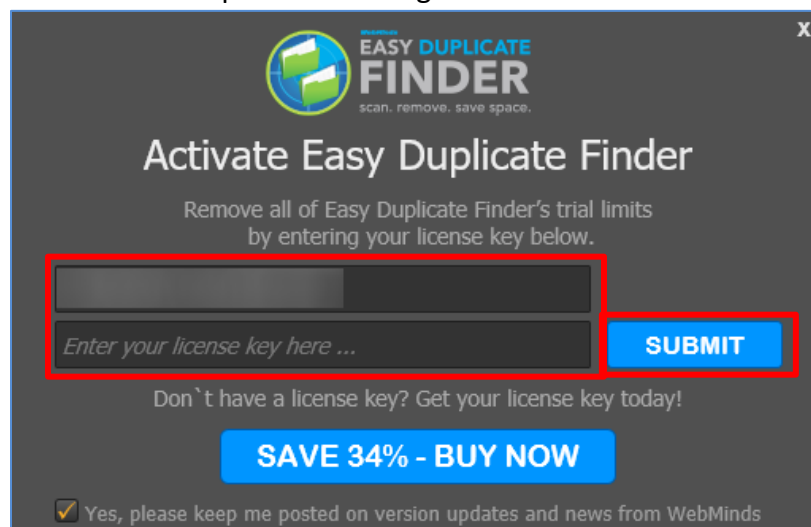 x
EASY DUPLICATE
FINDER
scan. remove. save space.
Activate Easy Duplicate Finder
Remove all of Easy Duplicate Finder's trial limits
by entering your license key below.
Enter your license key here ...
SUBMIT
Don`t have a license key? Get your license key today!
SAVE 34% - BUY NOW
Yes, please keep me posted on version updates and news from WebMinds